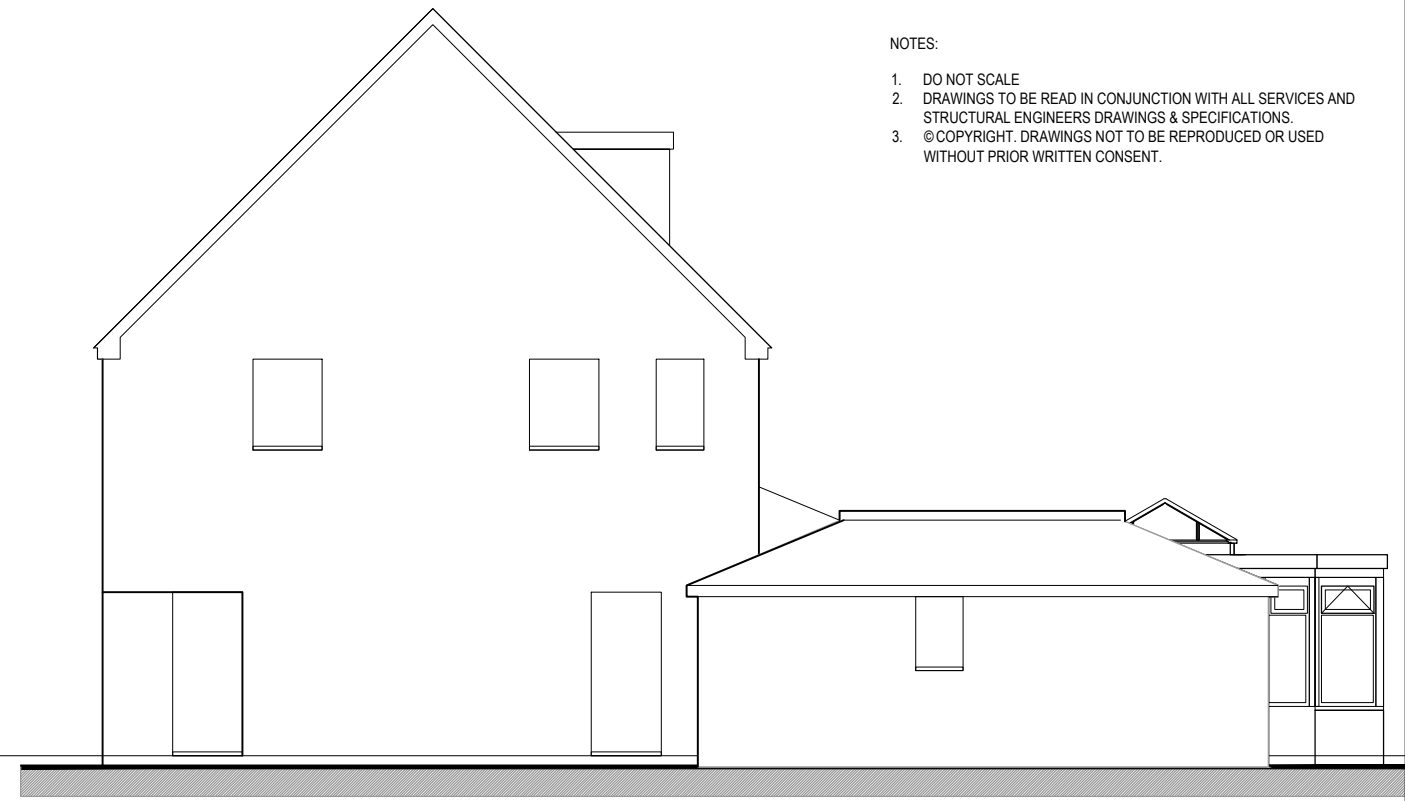 NOTES:
1. DO NOT SCALE
2. DRAWINGS TO BE READ IN CONJUNCTION WITH ALL SERVICES AND
STRUCTURAL ENGINEERS DRAWINGS & SPECIFICATIONS.
3. © COPYRIGHT. DRAWINGS NOT TO BE REPRODUCED OR USED
WITHOUT PRIOR WRITTEN CONSENT.